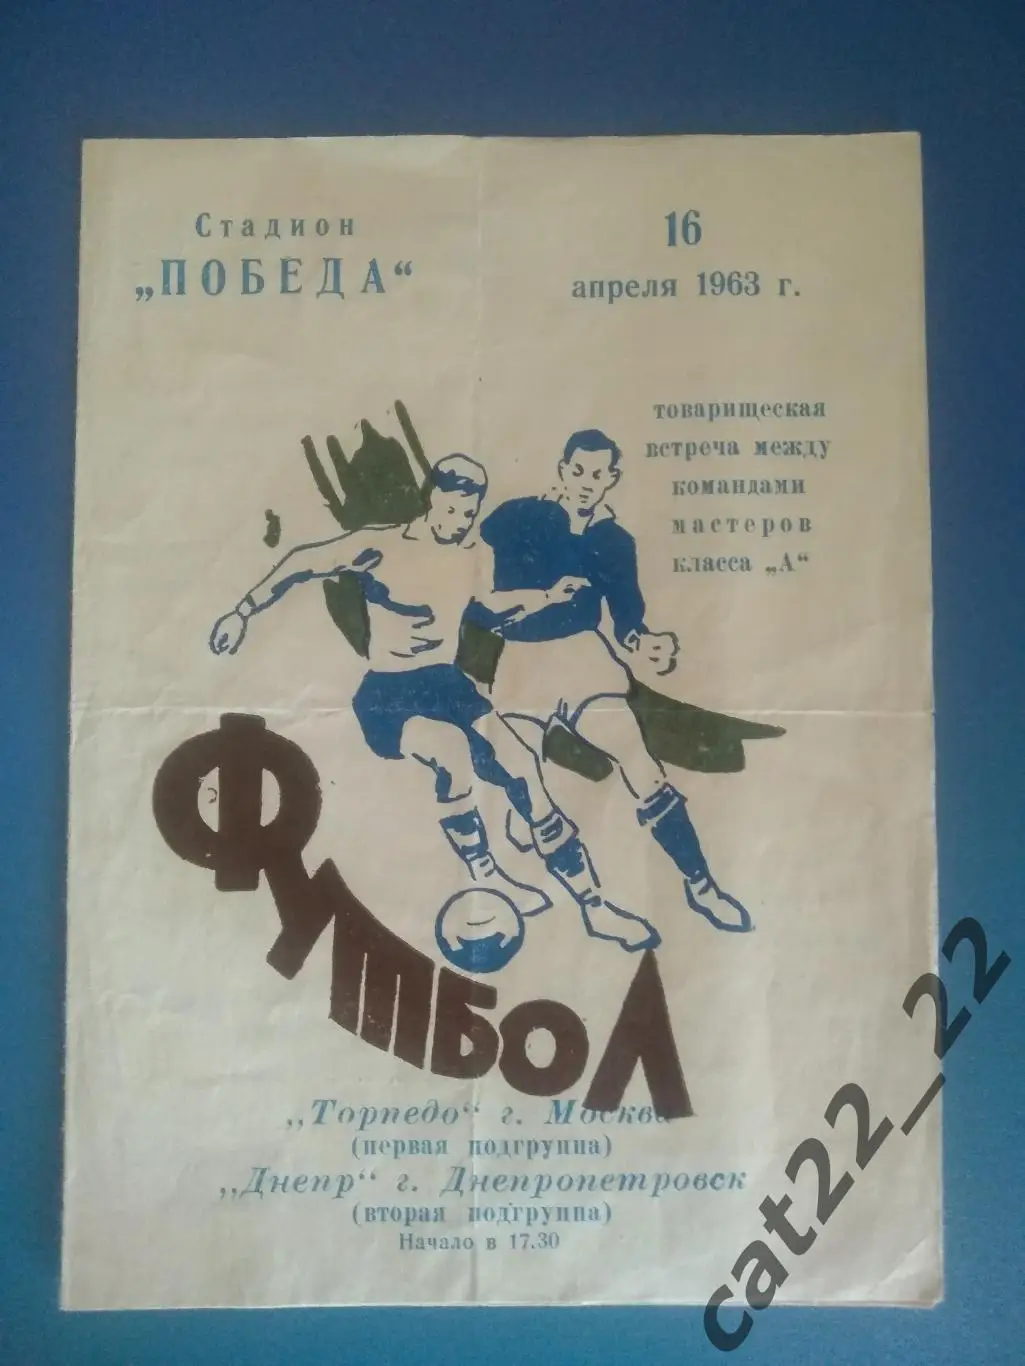 Стадион
„ПОБЕДА“
16
апреля 1963 г.
товарищеская
встреча между
командами
мастеров
класса „А“
ФУТБОЛ
„Торпедо“ г. Москва
(первая подгруппа)
„Днепр“ г. Днепропетровск
(вторая подгруппа)
Начало в 17.30
cat22_22